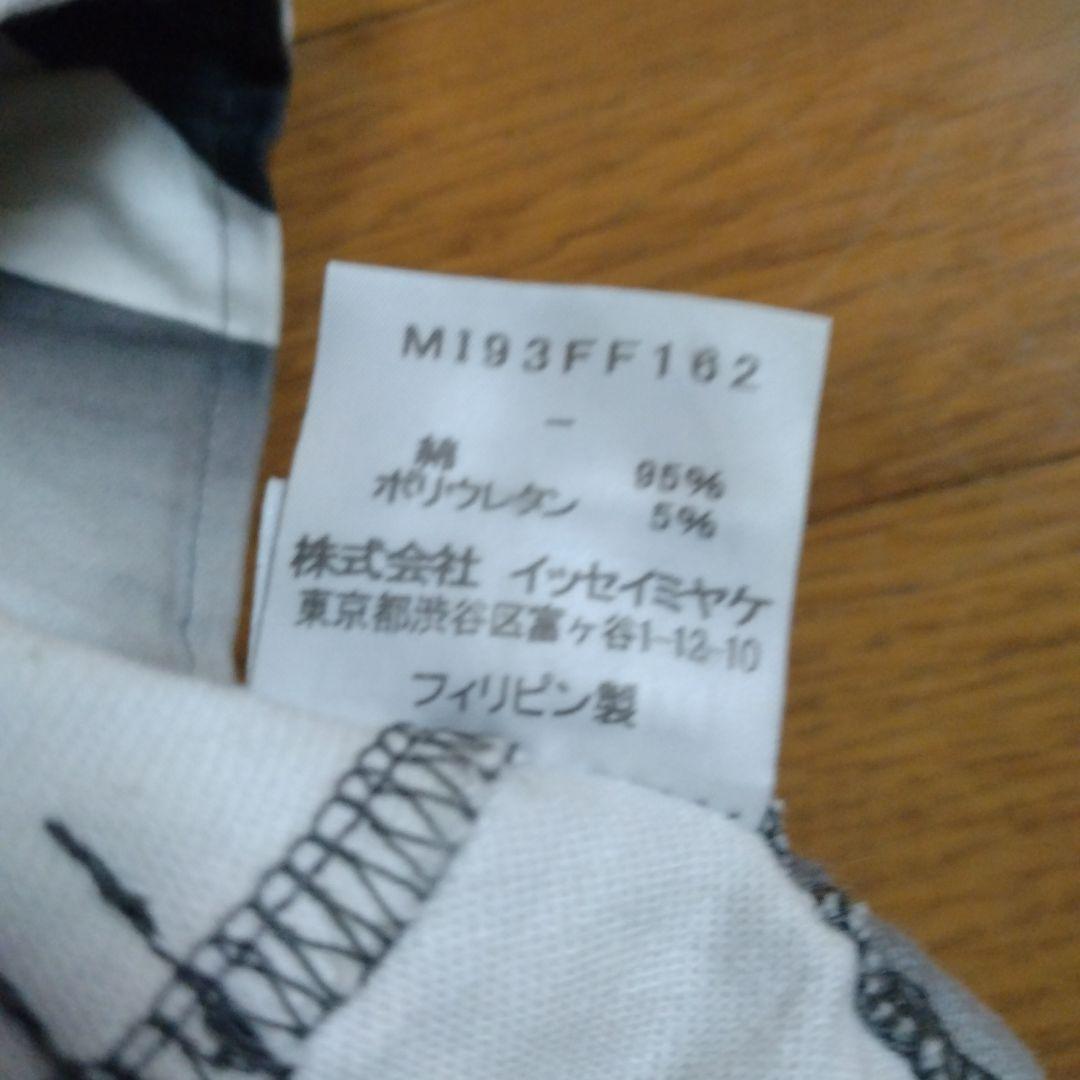 MI93FF162
-
綿 95%
ポリウレタン 5%
株式会社 イッセイミヤケ
東京都渋谷区富ヶ谷1-12-10
フィリピン製